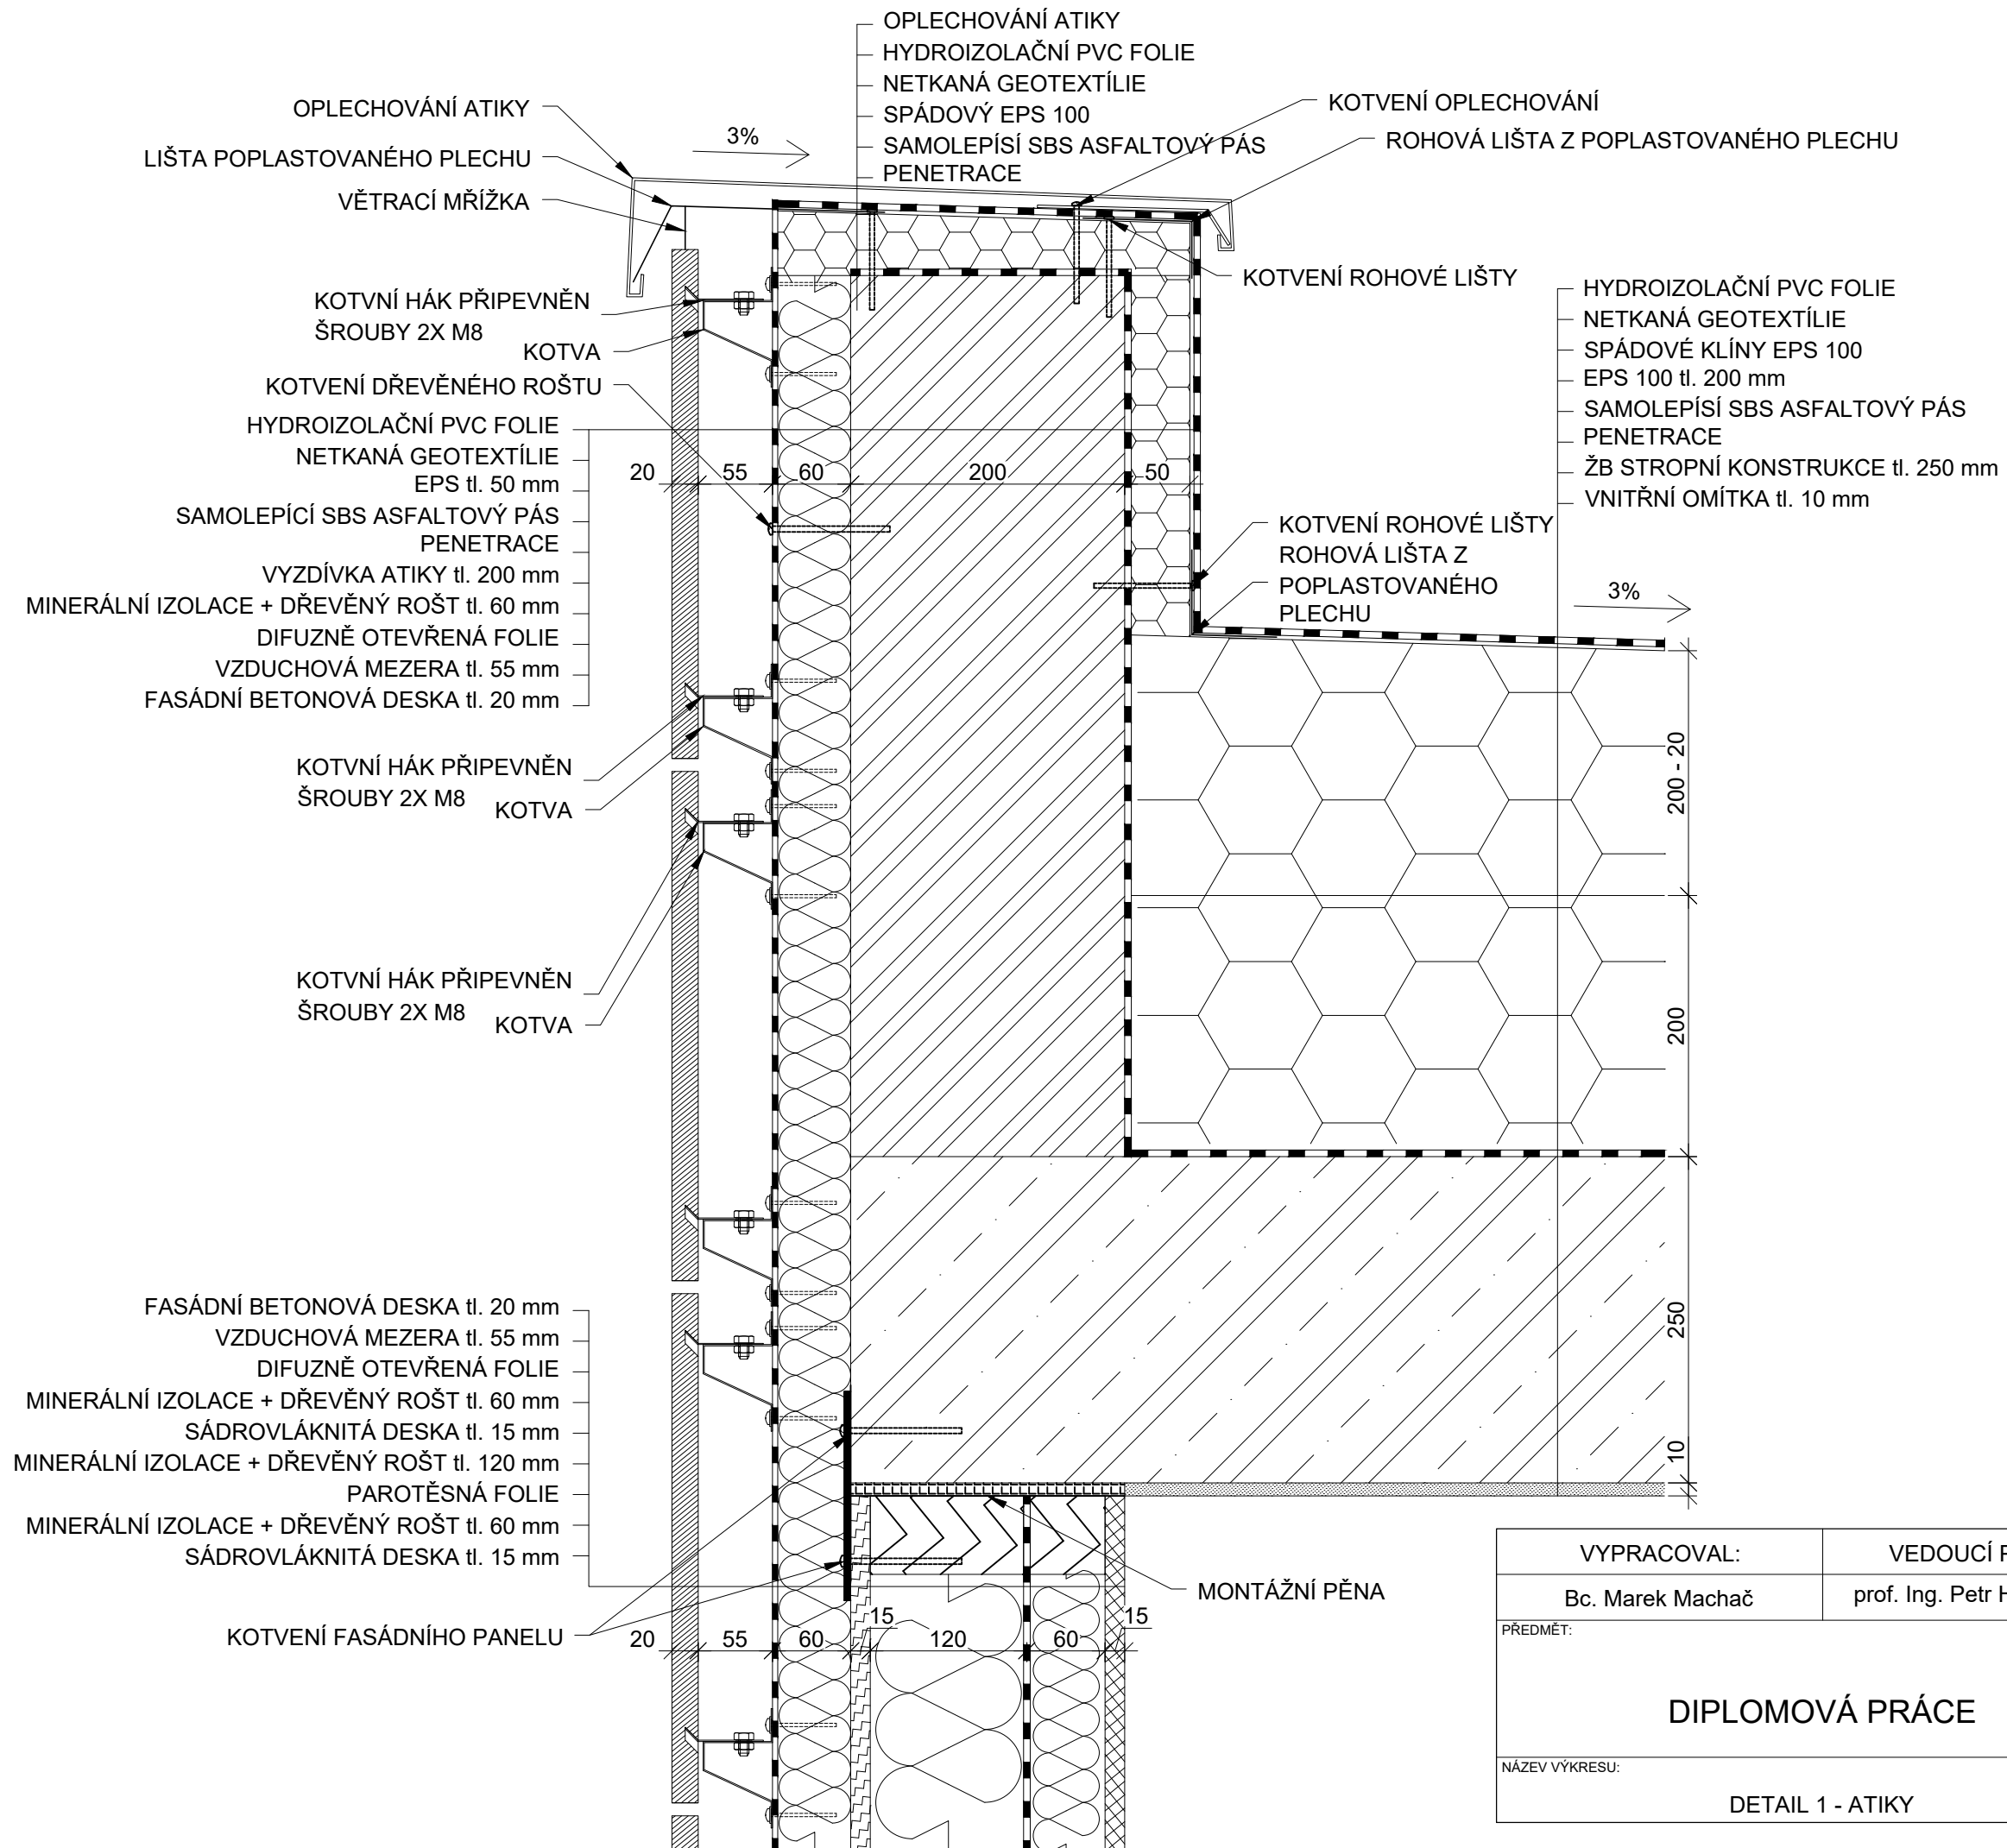 OPLECHOVÁNÍ ATIKY
HYDROIZOLAČNÍ PVC FOLIE
NETKANÁ GEOTEXTÍLIE
SPÁDOVÝ EPS 100
SAMOLEPÍSÍ SBS ASFALTOVÝ PÁS
PENETRACE
OPLECHOVÁNÍ ATIKY
LIŠTA POPLASTOVANÉHO PLECHU
VĚTRACÍ MŘÍŽKA
3%
KOTVENÍ OPLECHOVÁNÍ
ROHOVÁ LIŠTA Z POPLASTOVANÉHO PLECHU
KOTVENÍ ROHOVÉ LIŠTY
KOTVNÍ HÁK PŘIPEVNĚN
ŠROUBY 2X M8
KOTVA
KOTVENÍ DŘEVĚNÉHO ROŠTU
HYDROIZOLAČNÍ PVC FOLIE
NETKANÁ GEOTEXTÍLIE
EPS tl. 50 mm
SAMOLEPÍCÍ SBS ASFALTOVÝ PÁS
PENETRACE
VYZDÍVKA ATIKY tl. 200 mm
MINERÁLNÍ IZOLACE + DŘEVĚNÝ ROŠT tl. 60 mm
DIFUZNĚ OTEVŘENÁ FOLIE
VZDUCHOVÁ MEZERA tl. 55 mm
FASÁDNÍ BETONOVÁ DESKA tl. 20 mm
20 55 60 200 50
HYDROIZOLAČNÍ PVC FOLIE
NETKANÁ GEOTEXTÍLIE
SPÁDOVÉ KLÍNY EPS 100
EPS 100 tl. 200 mm
SAMOLEPÍSÍ SBS ASFALTOVÝ PÁS
PENETRACE
ŽB STROPNÍ KONSTRUKCE tl. 250 mm
VNITŘNÍ OMÍTKA tl. 10 mm
KOTVENÍ ROHOVÉ LIŠTY
ROHOVÁ LIŠTA Z
POPLASTOVANÉHO
PLECHU
3%
200 - 20
200
250
10
KOTVNÍ HÁK PŘIPEVNĚN
ŠROUBY 2X M8
KOTVA
KOTVNÍ HÁK PŘIPEVNĚN
ŠROUBY 2X M8
KOTVA
FASÁDNÍ BETONOVÁ DESKA tl. 20 mm
VZDUCHOVÁ MEZERA tl. 55 mm
DIFUZNĚ OTEVŘENÁ FOLIE
MINERÁLNÍ IZOLACE + DŘEVĚNÝ ROŠT tl. 60 mm
SÁDROVLÁKNITÁ DESKA tl. 15 mm
MINERÁLNÍ IZOLACE + DŘEVĚNÝ ROŠT tl. 120 mm
PAROTĚSNÁ FOLIE
MINERÁLNÍ IZOLACE + DŘEVĚNÝ ROŠT tl. 60 mm
SÁDROVLÁKNITÁ DESKA tl. 15 mm
KOTVENÍ FASÁDNÍHO PANELU
MONTÁŽNÍ PĚNA
20 55 60 15 120 60 15
VYPRACOVAL:
VEDOUCÍ
Bc. Marek Machač
prof. Ing. Petr
PŘEDMĚT:
DIPLOMOVÁ PRÁCE
NÁZEV VÝKRESU:
DETAIL 1 - ATIKY